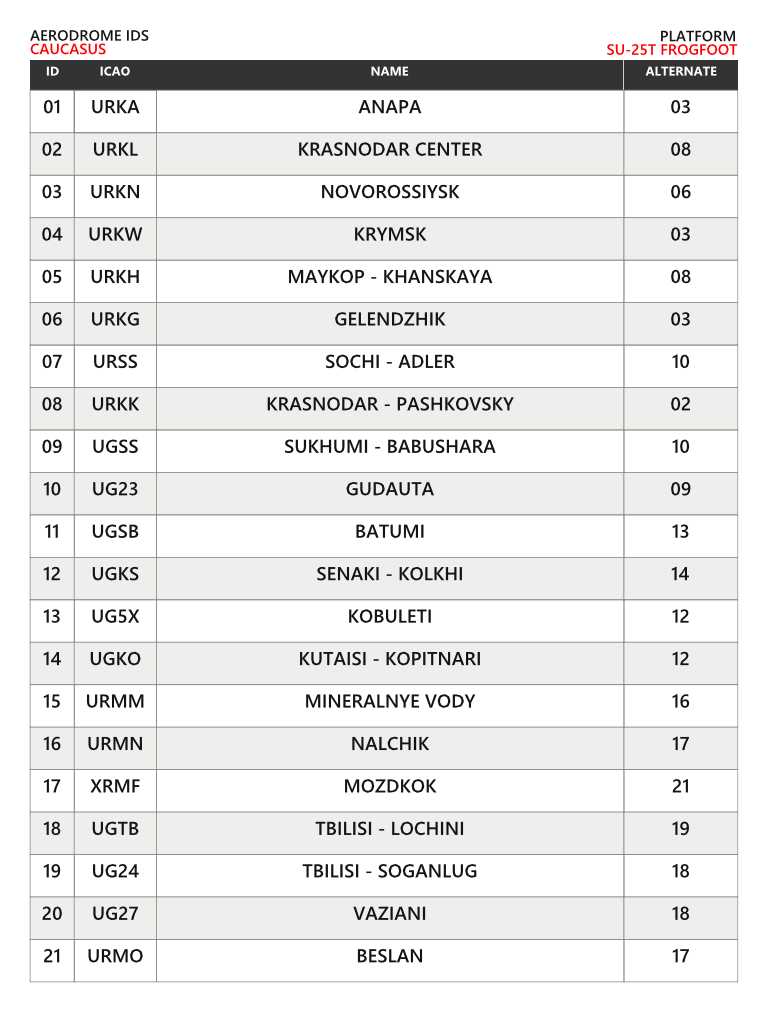 AERODROME IDS PLATFORM
CAUCASUS SU-25T FROGFOOT
ID ICAO NAME ALTERNATE
01 URKA ANAPA 03
02 URKL KRASNODAR CENTER 08
03 URKN NOVOROSSIYSK 06
04 URKW KRYMSK 03
05 URKH MAYKOP - KHANSKAYA 08
06 URKG GELENDZHIK 03
07 URSS SOCHI - ADLER 10
08 URKK KRASNODAR - PASHKOVSKY 02
09 UGSS SUKHUMI - BABUSHARA 10
10 UG23 GUDAUTA 09
11 UGSB BATUMI 13
12 UGKS SENAKI - KOLKHI 14
13 UG5X KOBULETI 12
14 UGKO KUTAISI - KOPITNARI 12
15 URMM MINERALNYE VODY 16
16 URMN NALCHIK 17
17 XRMF MOZDKOK 21
18 UGTB TBILISI - LOCHINI 19
19 UG24 TBILISI - SOGANLUG 18
20 UG27 VAZIANI 18
21 URMO BESLAN 17